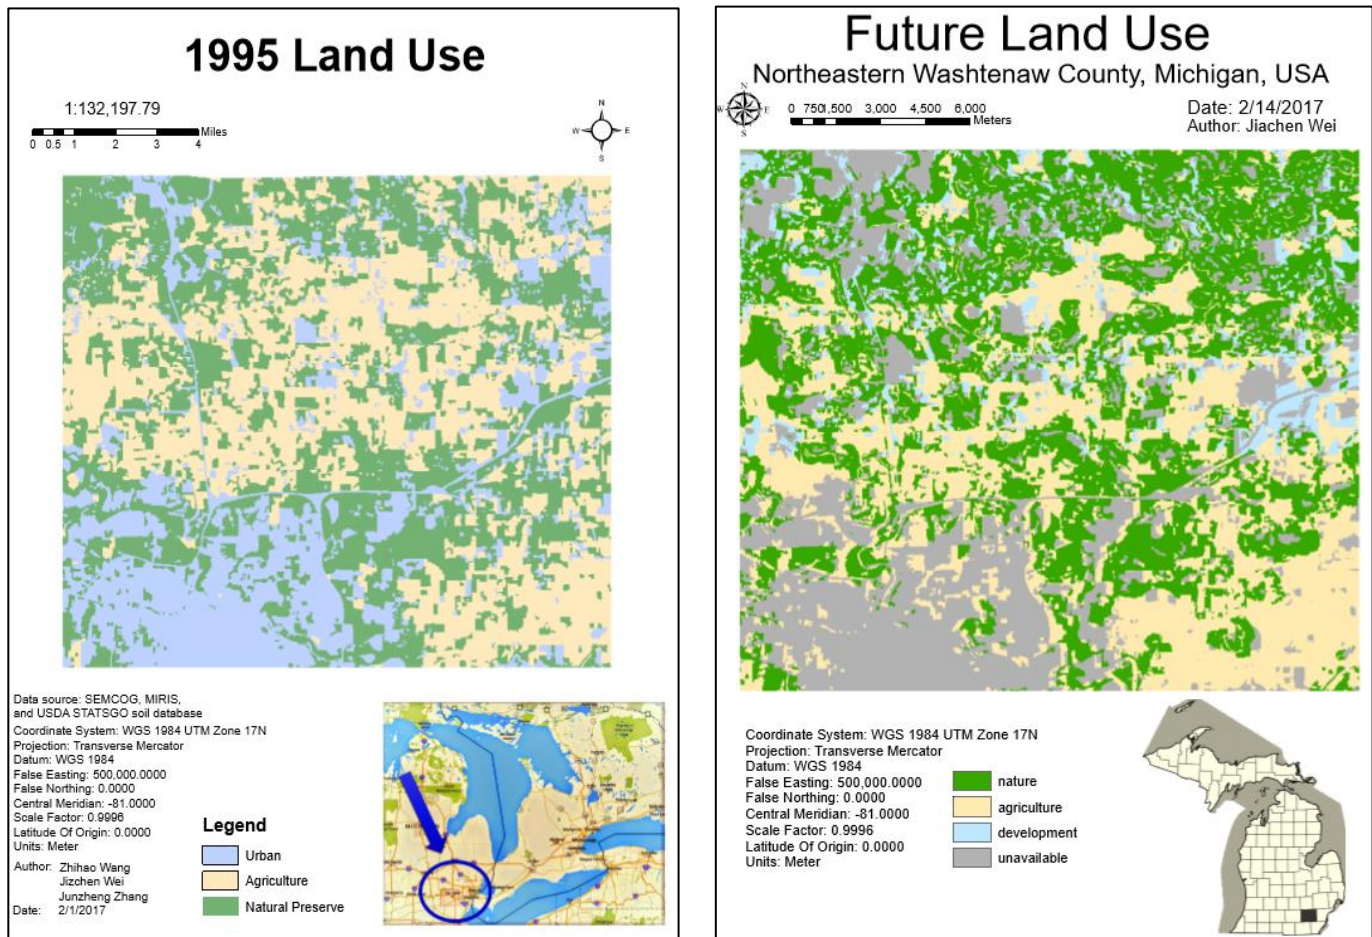 1995 Land Use
1:132,197.79
Miles
0 0.5 1 2 3 4
N
W E
S
Data source: SEMCOG, MIRIS,
and USDA STATSGO soil database
Coordinate System: WGS 1984 UTM Zone 17N
Projection: Transverse Mercator
Datum: WGS 1984
False Easting: 500,000.0000
False Northing: 0.0000
Central Meridian: -81.0000
Scale Factor: 0.9996
Latitude Of Origin: 0.0000
Units: Meter
Author: Zhihao Wang
Jizchen Wei
Junzheng Zhang
Date: 2/1/2017
Legend
Urban
Agriculture
Natural Preserve
Future Land Use
Northeastern Washtenaw County, Michigan, USA
N
W E
S
0 750 1,500 3,000 4,500 6,000
Meters
Date: 2/14/2017
Author: Jiachen Wei
Coordinate System: WGS 1984 UTM Zone 17N
Projection: Transverse Mercator
Datum: WGS 1984
False Easting: 500,000.0000
False Northing: 0.0000
Central Meridian: -81.0000
Scale Factor: 0.9996
Latitude Of Origin: 0.0000
Units: Meter
nature
agriculture
development
unavailable